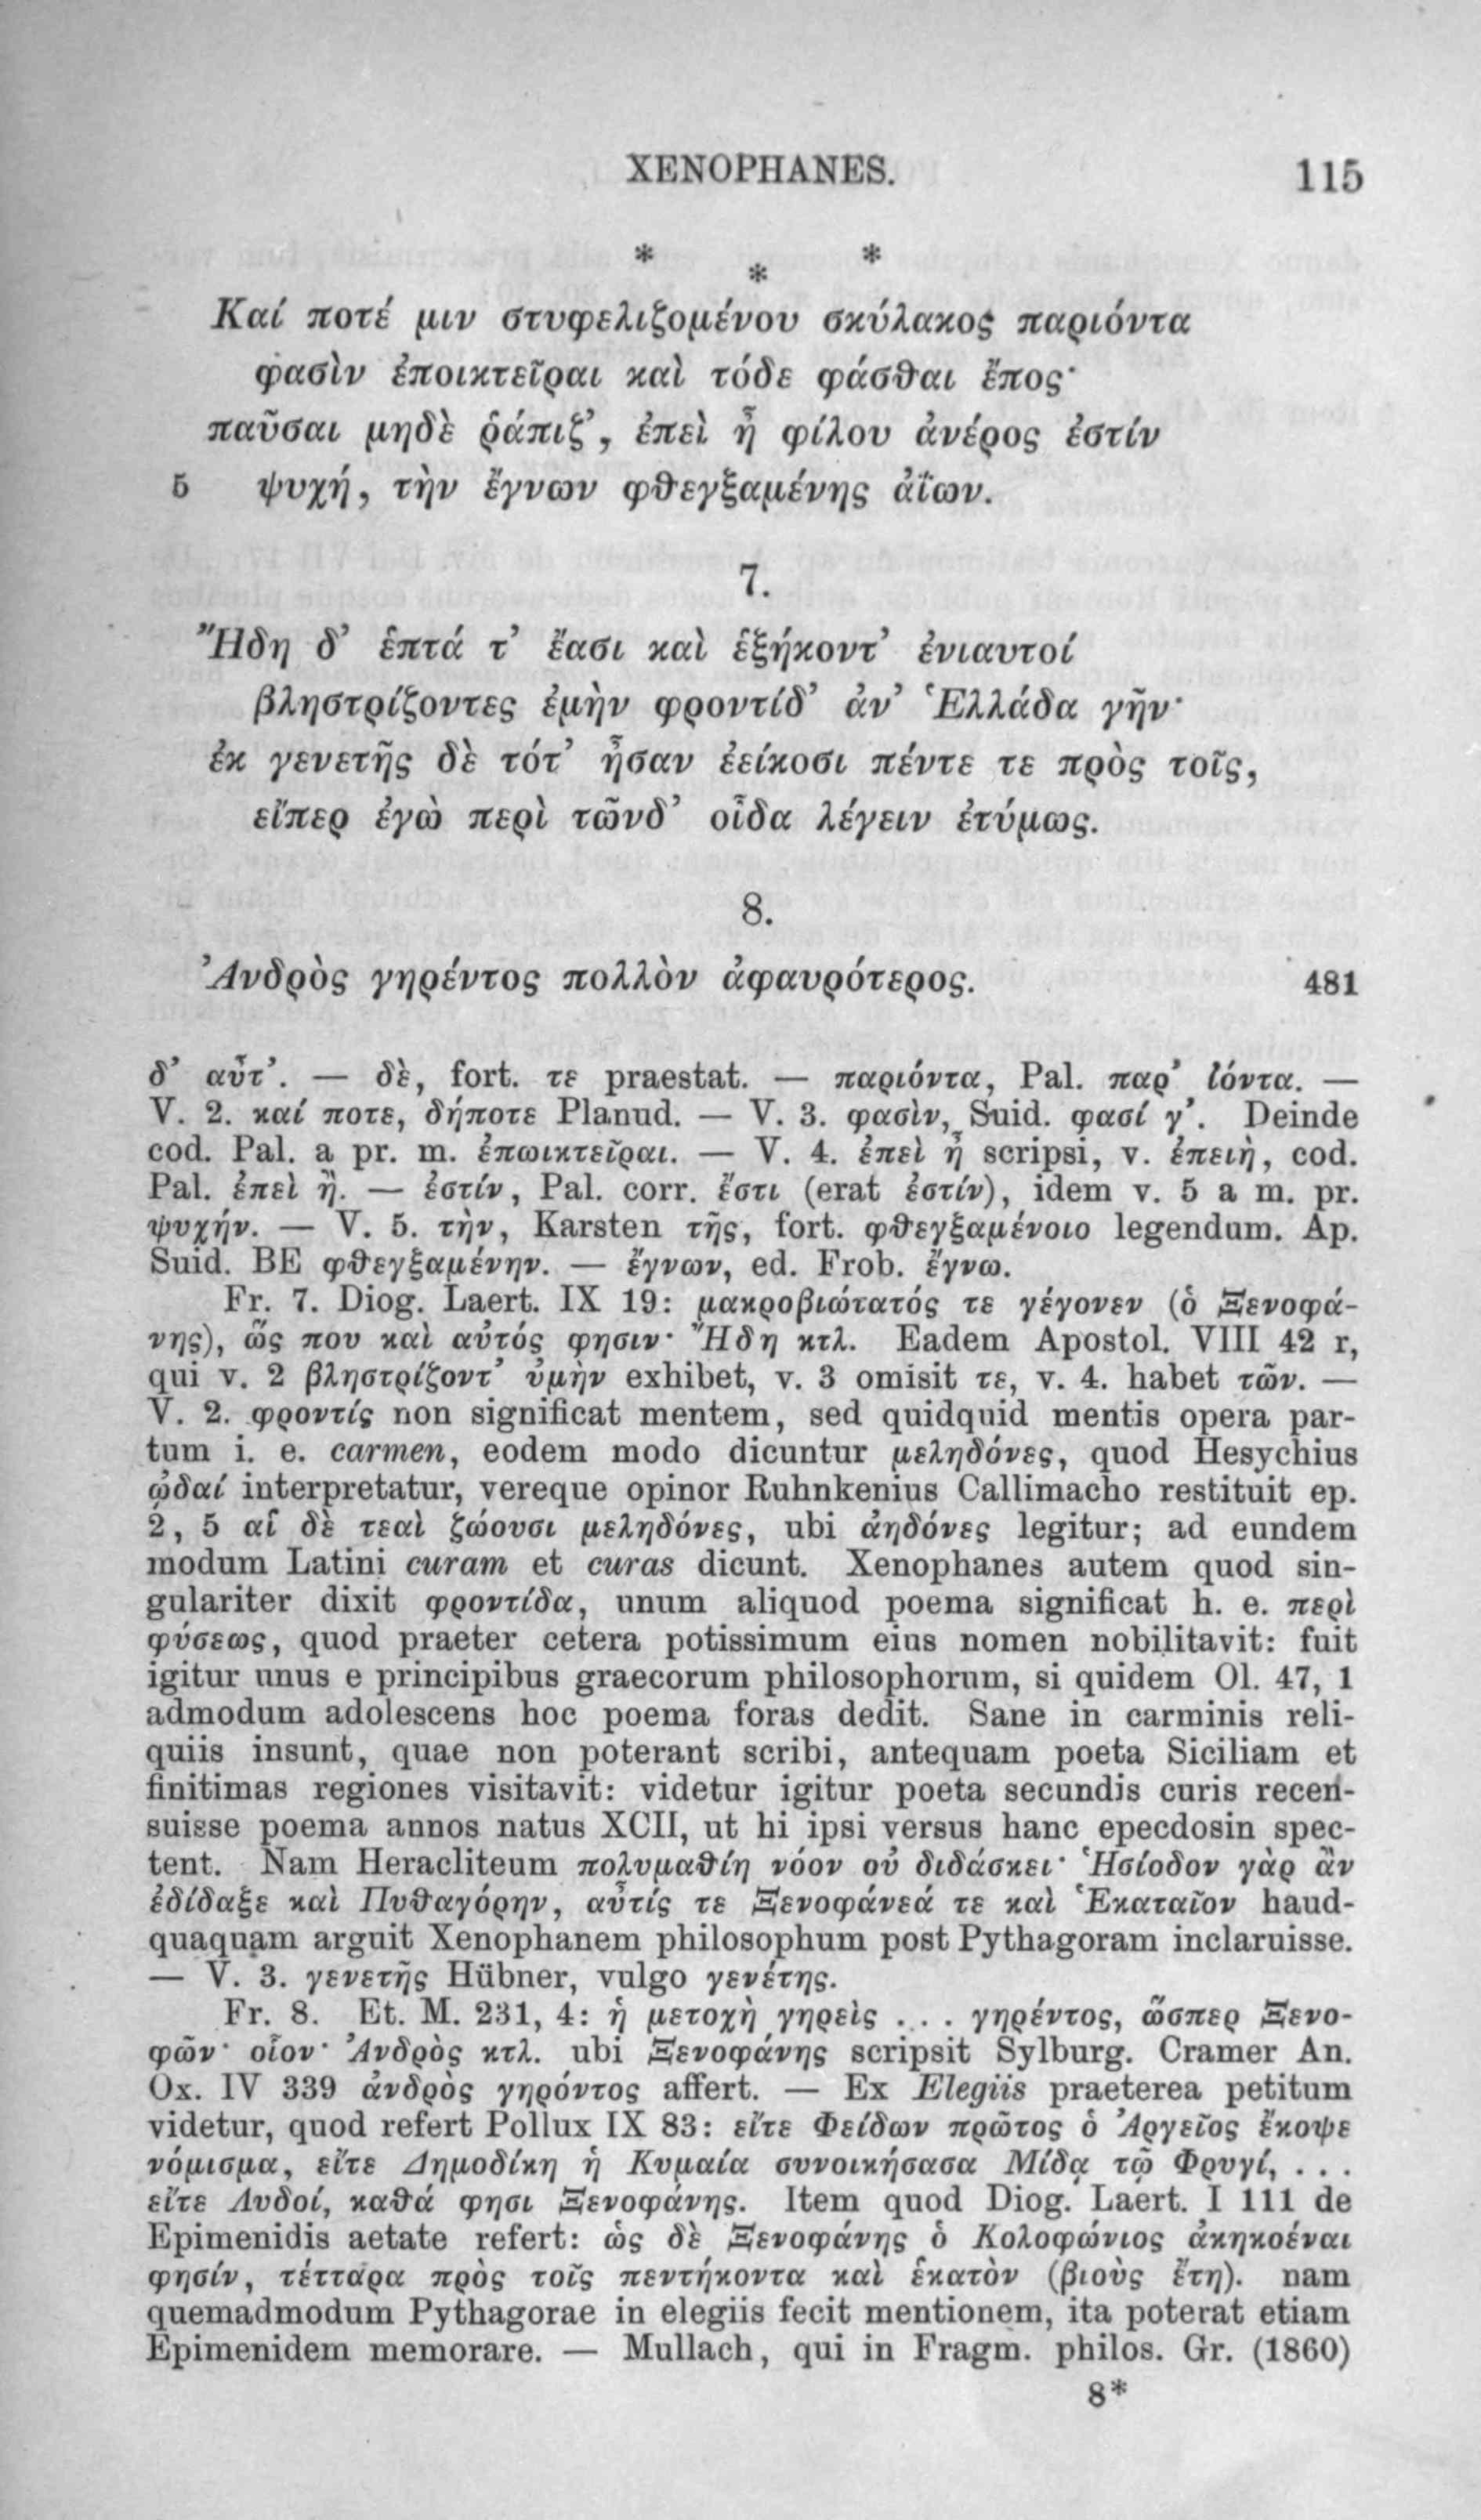 XENOPHANES.
115
* * *
Καί ποτέ μιν στυφελιζομένου σκύλακος παριόντα
φασὶν ἐποικτεῖραι καὶ τόδε φάσθαι ἔπος·
παῦσαι μηδὲ ῥάπιζ’, ἐπεὶ ἦ φίλου ἀνέρος ἐστίν
5 ψυχή, τὴν ἔγνων φθεγξαμένης ἀΐων.
7.
Ἤδη δ’ ἑπτά τ’ ἔασι καὶ ἑξήκοντ’ ἐνιαυτοί
βληστρίζοντες ἐμὴν φροντίδ’ ἀν’ Ἑλλάδα γῆν·
ἐκ γενετῆς δὲ τότ’ ἦσαν ἐείκοσι πέντε τε πρὸς τοῖς,
εἴπερ ἐγὼ περὶ τῶνδ’ οἶδα λέγειν ἐτύμως.
8.
Ἀνδρὸς γηρέντος πολλὸν ἀφαυρότερος.
481
δ’ αὖτ’. — δὲ, fort. τε praestat. — παριόντα, Pal. παρ’ ἰόντα. —
V. 2. καί ποτε, δήποτε Planud. — V. 3. φασὶν, Suid. φασί γ’. Deinde
cod. Pal. a pr. m. ἐπωικτεῖραι. — V. 4. ἐπεὶ ἦ scripsi, v. ἐπειὴ, cod.
Pal. ἐπεὶ ἢ. — ἐστίν, Pal. corr. ἔστι (erat ἐστίν), idem v. 5 a m. pr.
ψυχήν. — V. 5. τὴν, Karsten τῆς, fort. φθεγξαμένοιο legendum. Ap.
Suid. BE φθεγξαμένην. — ἔγνων, ed. Frob. ἔγνω.
Fr. 7. Diog. Laert. IX 19: μακροβιώτατός τε γέγονεν (ὁ Ξενοφά-
νης), ὥς που καὶ αὐτός φησιν· Ἤδη κτλ. Eadem Apostol. VIII 42 r,
qui v. 2 βληστρίζοντ’ ὑμὴν exhibet, v. 3 omisit τε, v. 4. habet τῶν. —
V. 2. φροντίς non significat mentem, sed quidquid mentis opera par-
tum i. e. carmen, eodem modo dicuntur μεληδόνες, quod Hesychius
ᾠδαί interpretatur, vereque opinor Ruhnkenius Callimacho restituit ep.
2, 5 αἱ δὲ τεαὶ ζώουσι μεληδόνες, ubi ἀηδόνες legitur; ad eundem
modum Latini curam et curas dicunt. Xenophanes autem quod sin-
gulariter dixit φροντίδα, unum aliquod poema significat h. e. περὶ
φύσεως, quod praeter cetera potissimum eius nomen nobilitavit: fuit
igitur unus e principibus graecorum philosophorum, si quidem Ol. 47, 1
admodum adolescens hoc poema foras dedit. Sane in carminis reli-
quiis insunt, quae non poterant scribi, antequam poeta Siciliam et
finitimas regiones visitavit: videtur igitur poeta secundis curis recen-
suisse poema annos natus XCII, ut hi ipsi versus hanc epecdosin spec-
tent. Nam Heracliteum πολυμαθίη νόον οὐ διδάσκει· Ἡσίοδον γὰρ ἂν
ἐδίδαξε καὶ Πυθαγόρην, αὖτίς τε Ξενοφάνεά τε καὶ Ἑκαταῖον haud-
quaquam arguit Xenophanem philosophum post Pythagoram inclaruisse.
— V. 3. γενετῆς Hübner, vulgo γενέτης.
Fr. 8. Et. M. 231, 4: ἡ μετοχὴ γηρεὶς . . . γηρέντος, ὥσπερ Ξενο-
φῶν· οἷον· Ἀνδρὸς κτλ. ubi Ξενοφάνης scripsit Sylburg. Cramer An.
Ox. IV 339 ἀνδρὸς γηρόντος affert. — Ex Elegiis praeterea petitum
videtur, quod refert Pollux IX 83: εἴτε Φείδων πρῶτος ὁ Ἀργεῖος ἔκοψε
νόμισμα, εἴτε Δημοδίκη ἡ Κυμαία συνοικήσασα Μίδᾳ τῷ Φρυγί, . . .
εἴτε Λυδοί, καθά φησι Ξενοφάνης. Item quod Diog. Laert. I 111 de
Epimenidis aetate refert: ὡς δὲ Ξενοφάνης ὁ Κολοφώνιος ἀκηκοέναι
φησίν, τέτταρα πρὸς τοῖς πεντήκοντα καὶ ἑκατὸν (βιοὺς ἔτη). nam
quemadmodum Pythagorae in elegiis fecit mentionem, ita poterat etiam
Epimenidem memorare. — Mullach, qui in Fragm. philos. Gr. (1860)
8*